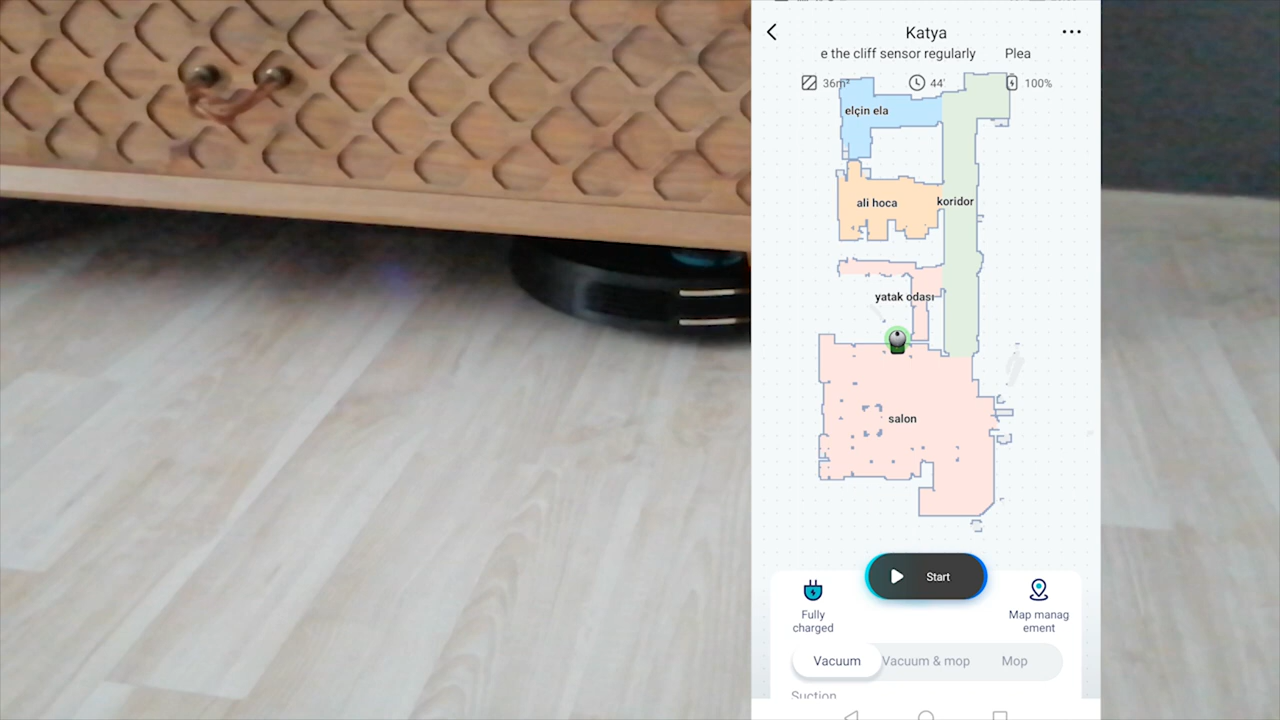 Katya
e the cliff sensor regularly Plea
36m² 44' 100%
elçin ela
ali hoca
koridor
yatak odası
salon
Start
Fully
charged
Map manag
ement
Vacuum Vacuum & mop Mop
Suction